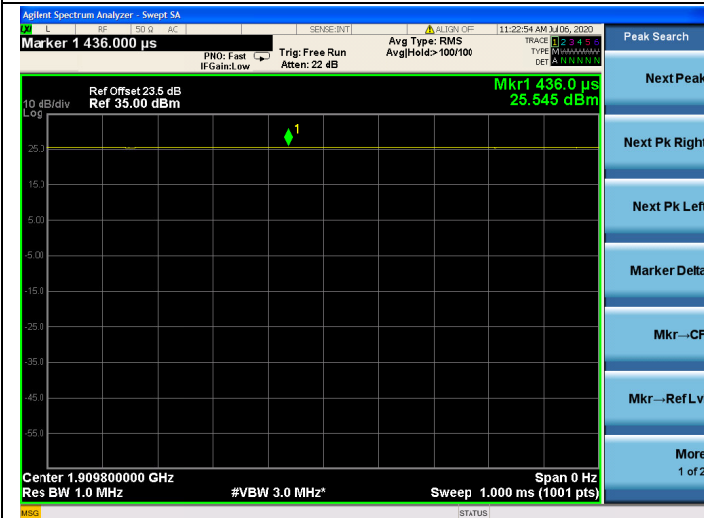 Agilent Spectrum Analyzer - Swept SA
L RF 50 Ω AC SENSE:INT ALIGN OFF 11:22:54 AM Jul 06, 2020
Marker 1 436.000 µs
PNO: Fast
IFGain:Low
Trig: Free Run
Atten: 22 dB
Avg Type: RMS
Avg|Hold:>100/100
TRACE 1 2 3 4 5 6
TYPE M
DET A N N N N N
Peak Search
Next Peak
Next Pk Right
Next Pk Left
Marker Delta
Mkr→CF
Mkr→Ref Lv
More
1 of 2
Mkr1 436.0 µs
25.545 dBm
Ref Offset 23.5 dB
10 dB/div Ref 35.00 dBm
Log
1
25.0
15.0
5.00
-5.00
-15.0
-25.0
-35.0
-45.0
-55.0
Center 1.909800000 GHz Span 0 Hz
Res BW 1.0 MHz #VBW 3.0 MHz* Sweep 1.000 ms (1001 pts)
MSG STATUS